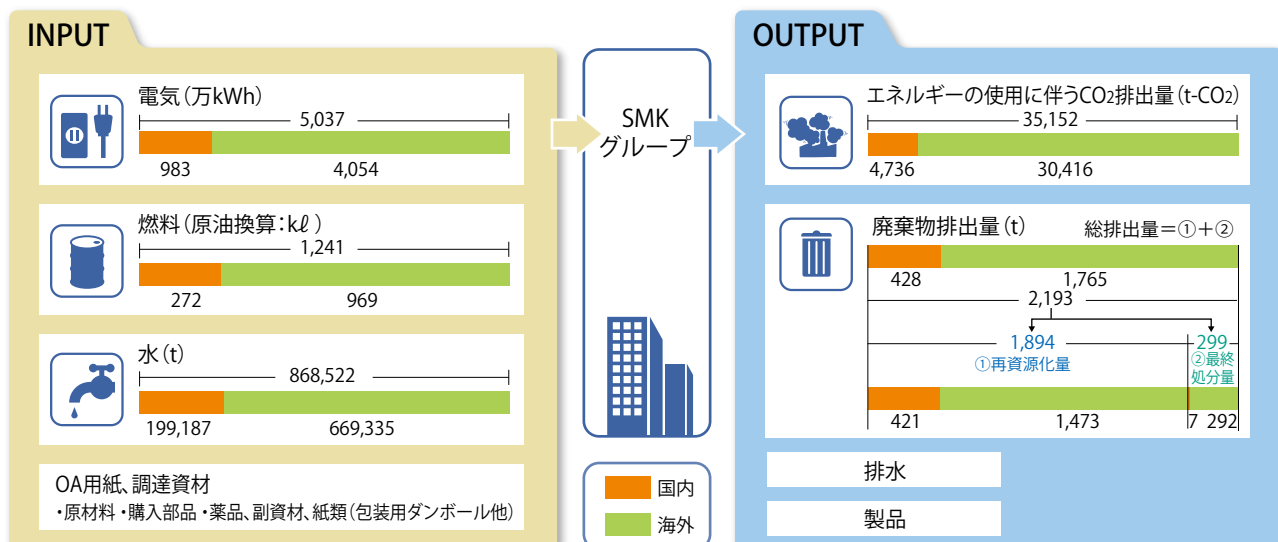 INPUT
電気（万kWh）
5,037
983 4,054
燃料（原油換算：kℓ）
1,241
272 969
水（t）
868,522
199,187 669,335
OA用紙、調達資材
・原材料・購入部品・薬品、副資材、紙類（包装用ダンボール他）
SMK
グループ
国内
海外
OUTPUT
エネルギーの使用に伴うCO2排出量（t-CO2）
35,152
4,736 30,416
廃棄物排出量（t） 総排出量＝①＋②
428 1,765
2,193
1,894 299
①再資源化量 ②最終
処分量
421 1,473 7 292
排水
製品